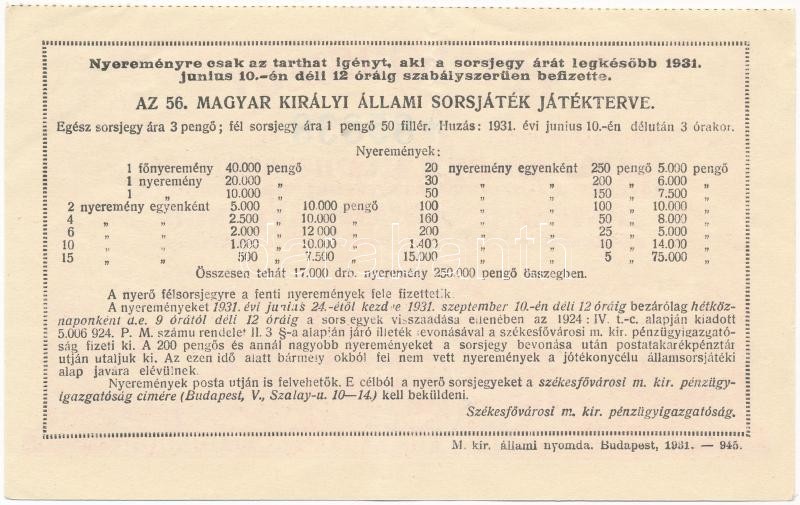 Nyereményre csak az tarthat igényt, aki a sorsjegy árát legkésőbb 1931.
junius 10.-én déli 12 óráig szabályszerüen befizette.
AZ 56. MAGYAR KIRÁLYI ÁLLAMI SORSJÁTÉK JÁTÉKTERVE.
Egész sorsjegy ára 3 pengő; fél sorsjegy ára 1 pengő 50 fillér. Huzás: 1931. évi junius 10.-én délután 3 órakor.
Nyeremények:
1 főnyeremény 40.000 pengő
1 nyeremény 20.000 „
1 „ 10.000 „
2 nyeremény egyenként 5.000 „ 10.000 pengő
4 „ „ 2.500 „ 10.000 „
6 „ „ 2.000 „ 12.000 „
10 „ „ 1.000 „ 10.000 „
15 „ „ 500 „ 7.500 „
20 nyeremény egyenként 250 pengő 5.000 pengő
30 „ „ 200 „ 6.000 „
50 „ „ 150 „ 7.500 „
100 „ „ 100 „ 10.000 „
160 „ „ 50 „ 8.000 „
200 „ „ 25 „ 5.000 „
1.400 „ „ 10 „ 14.000 „
15.000 „ „ 5 „ 75.000 „
Összesen tehát 17.000 drb. nyeremény 250.000 pengő összegben.
A nyerő félsorsjegyre a fenti nyeremények fele fizettetik.
A nyereményeket 1931. évi junius 24.-étől kezdve 1931. szeptember 10.-én déli 12 óráig bezárólag hétköz-
naponként d.e. 9 órától déli 12 óráig a sorsjegyek visszaadása ellenében az 1924 : IV. t.-c. alapján kiadott
5.006 924. P. M. számu rendelet II. 3 §-a alapján járó illeték levonásával a székesfővárosi m. kir. pénzügyigazgató-
ság fizeti ki. A 200 pengős és annál nagyobb nyereményeket a sorsjegy bevonása után postatakarékpénztár
utján utaljuk ki. Az ezen idő alatt bármely okból fel nem vett nyeremények a jótékonycélu államsorsjátéki
alap javára elévülnek.
Nyeremények posta utján is felvehetők. E célból a nyerő sorsjegyeket a székesfővárosi m. kir. pénzügy-
igazgatóság címére (Budapest, V., Szalay-u. 10—14.) kell beküldeni.
Székesfővárosi m. kir. pénzügyigazgatóság.
M. kir. állami nyomda. Budapest, 1931. — 945.